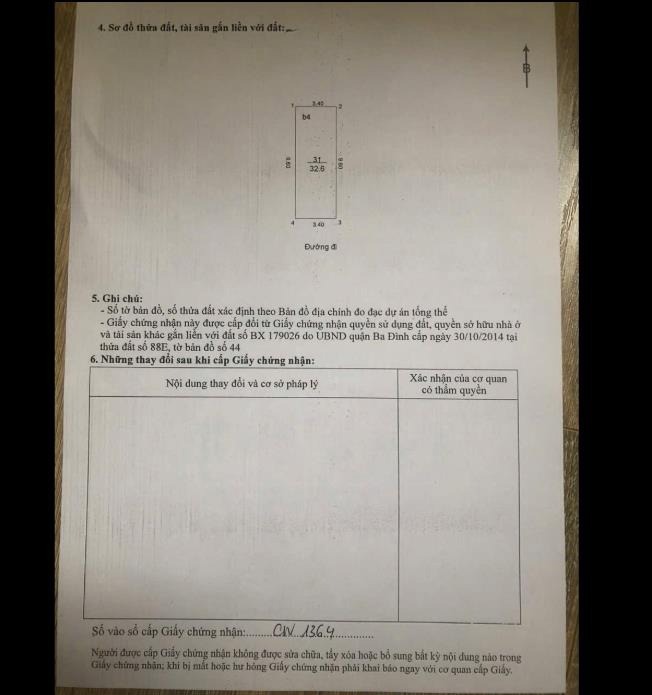 4. Sơ đồ thửa đất, tài sản gắn liền với đất:
B
1 3.40 2
b4
9.60 31 9.60
32.6
4 3.40 3
Đường đi
5. Ghi chú:
- Số tờ bản đồ, số thửa đất xác định theo Bản đồ địa chính đo đạc dự án tổng thể
- Giấy chứng nhận này được cấp đổi từ Giấy chứng nhận quyền sử dụng đất, quyền sở hữu nhà ở
và tài sản khác gắn liền với đất số BX 179026 do UBND quận Ba Đình cấp ngày 30/10/2014 tại
thửa đất số 88E, tờ bản đồ số 44
6. Những thay đổi sau khi cấp Giấy chứng nhận:
Nội dung thay đổi và cơ sở pháp lý
Xác nhận của cơ quan
có thẩm quyền
Số vào sổ cấp Giấy chứng nhận:.........CN 1364.............
Người được cấp Giấy chứng nhận không được sửa chữa, tẩy xóa hoặc bổ sung bất kỳ nội dung nào trong
Giấy chứng nhận; khi bị mất hoặc hư hỏng Giấy chứng nhận phải khai báo ngay với cơ quan cấp Giấy.